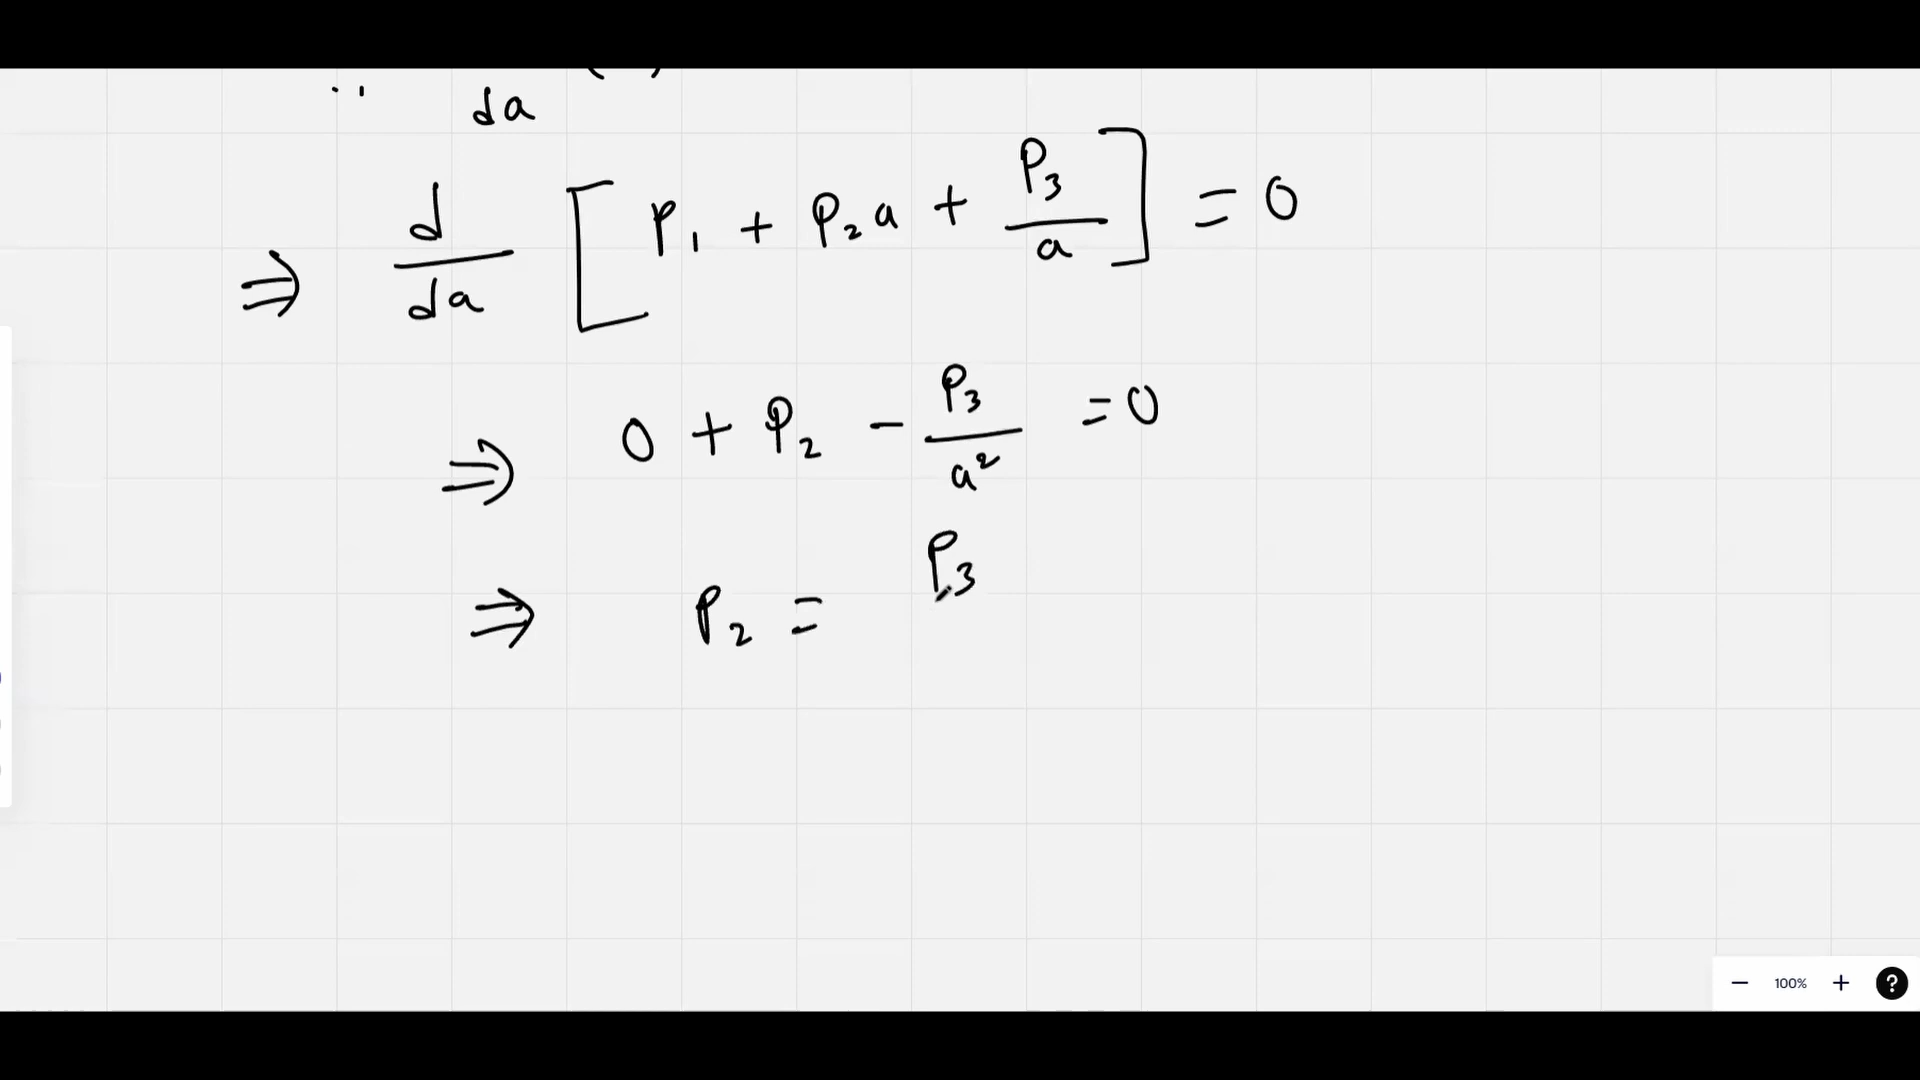 da
⇒ d/da [P₁ + P₂a + P₃/a] = 0
⇒ 0 + P₂ - P₃/a² = 0
⇒ P₂ = P₃
100%